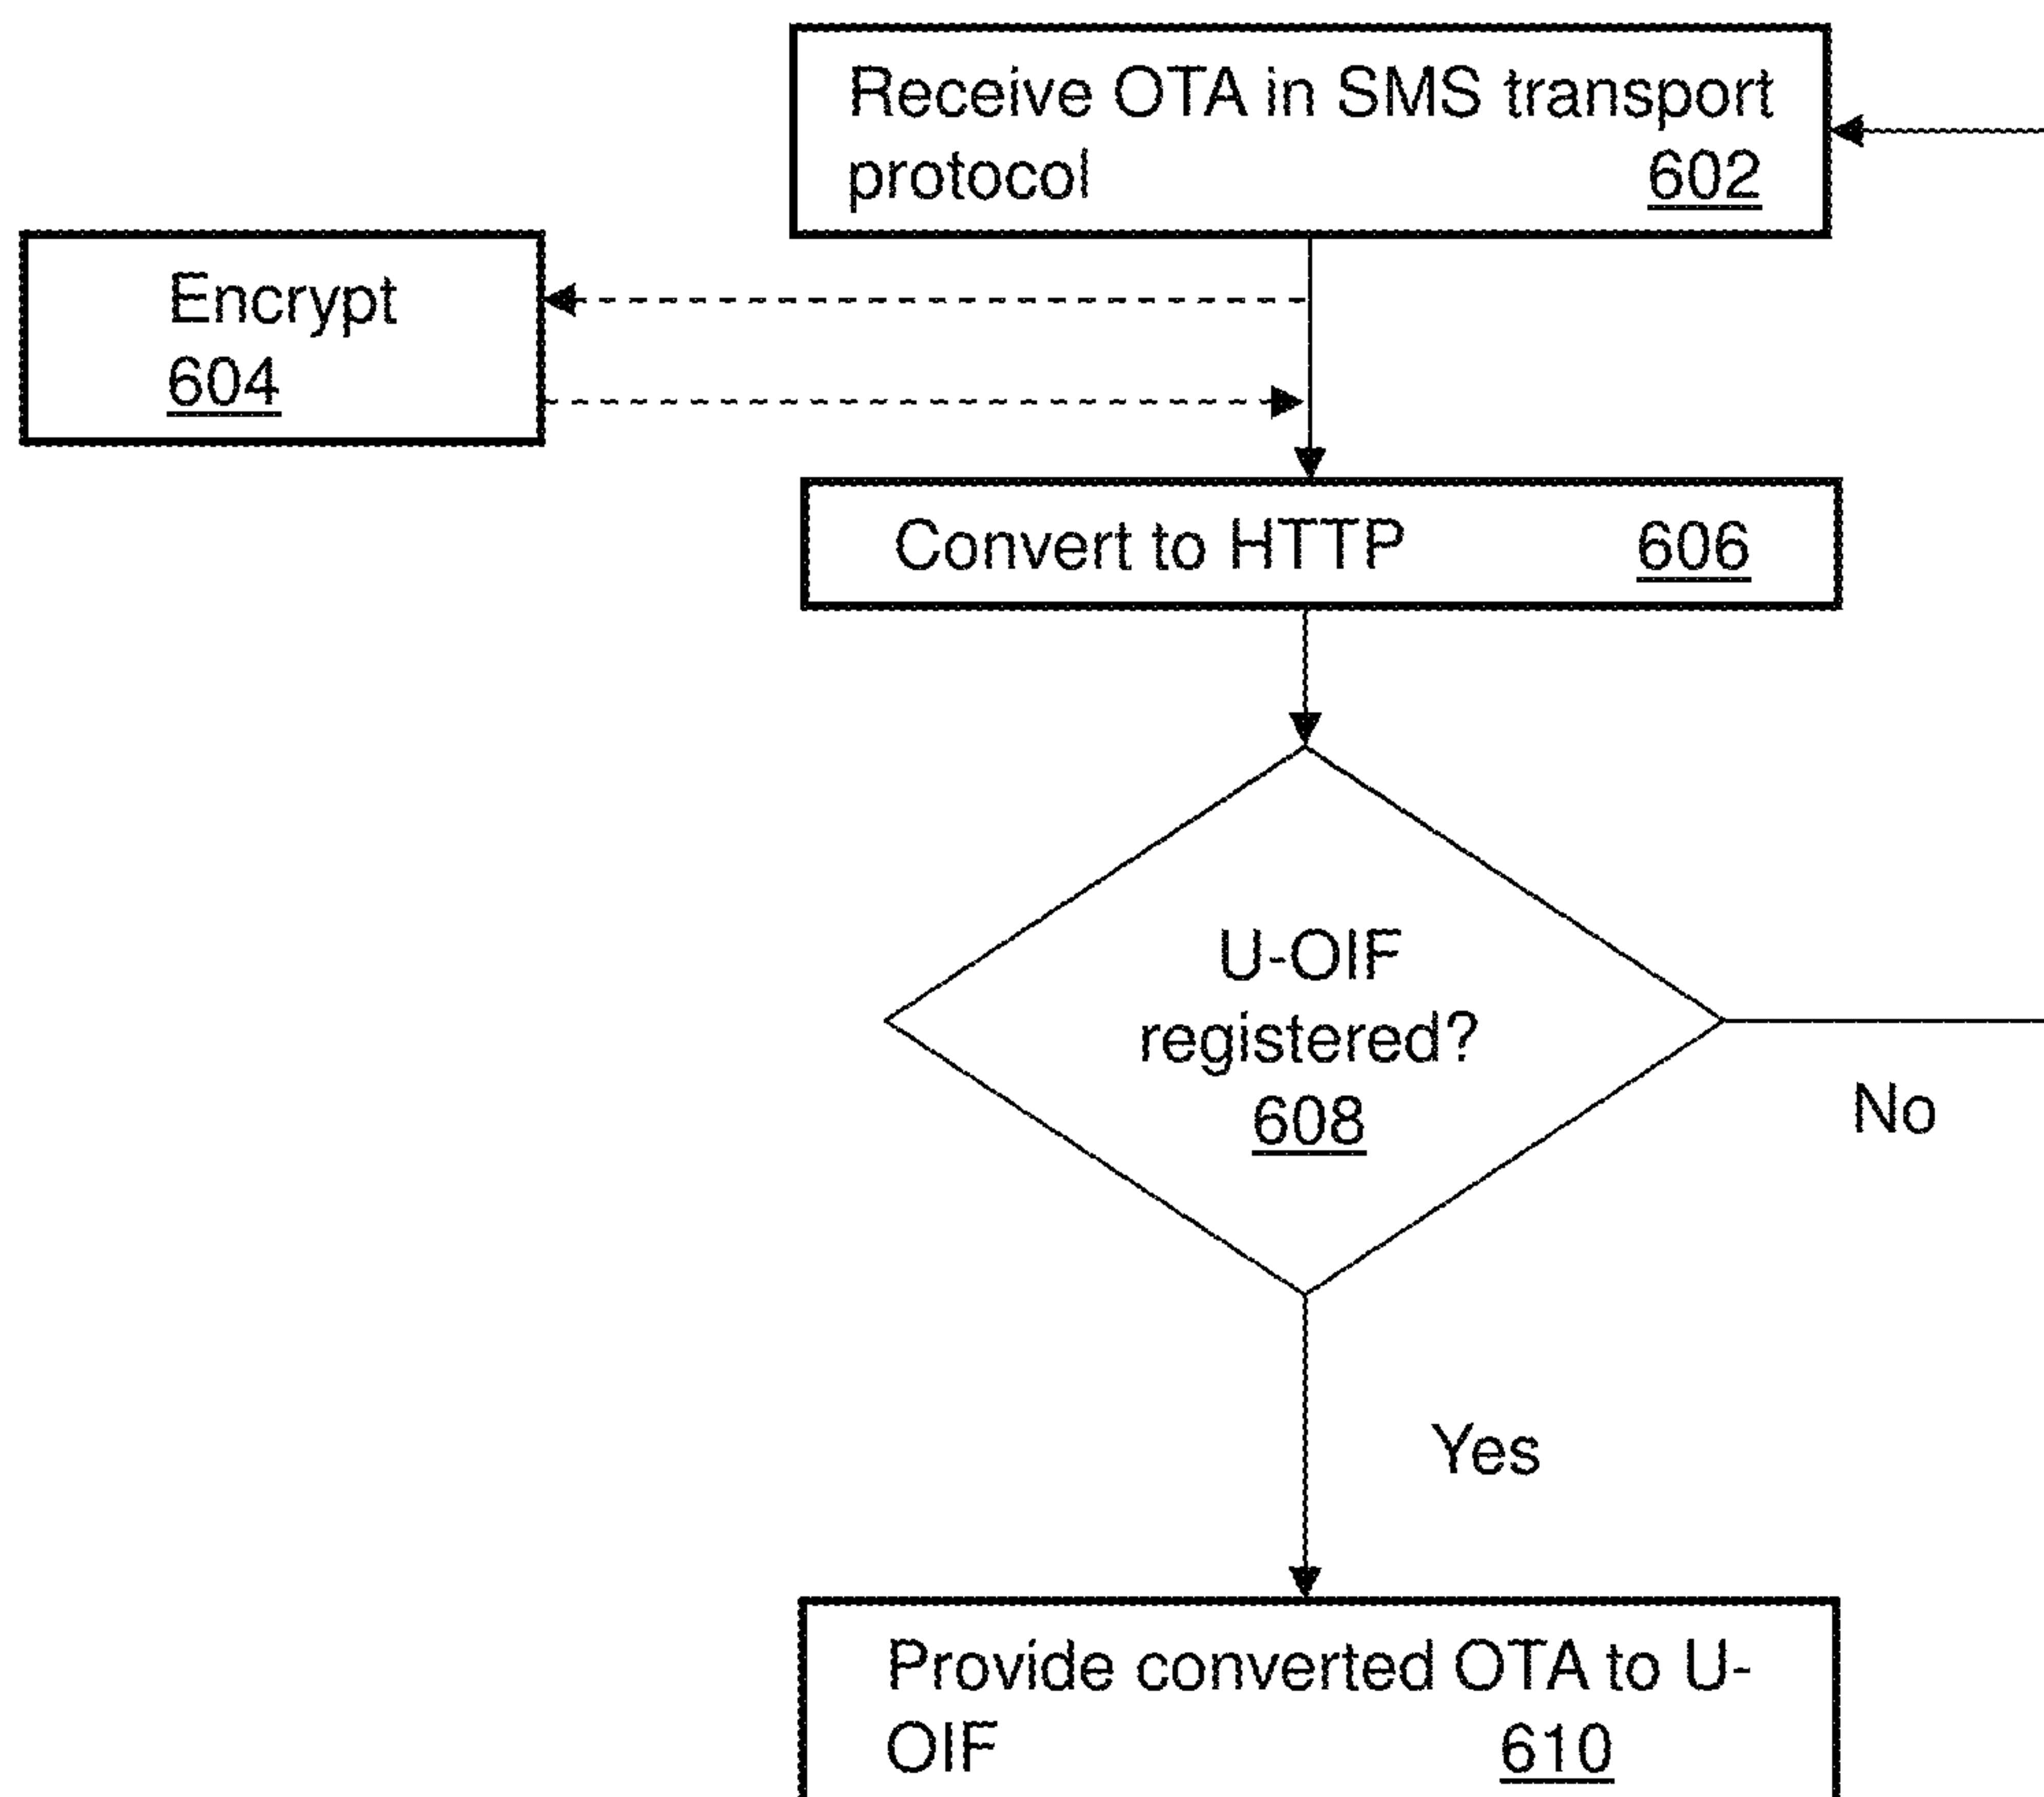 Receive OTA in SMS transport
protocol 602
Encrypt
604
Convert to HTTP 606
U-OIF
registered?
608
No
Yes
Provide converted OTA to U-
OIF 610